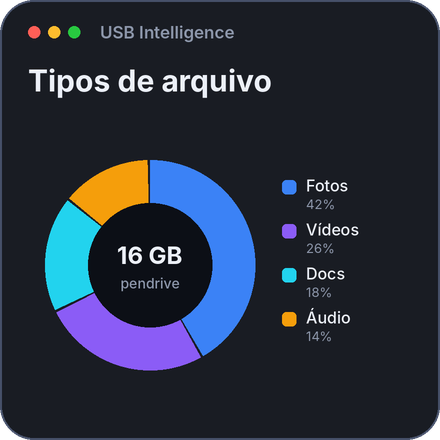 USB Intelligence
Tipos de arquivo
16 GB
pendrive
Fotos
42%
Vídeos
26%
Docs
18%
Áudio
14%